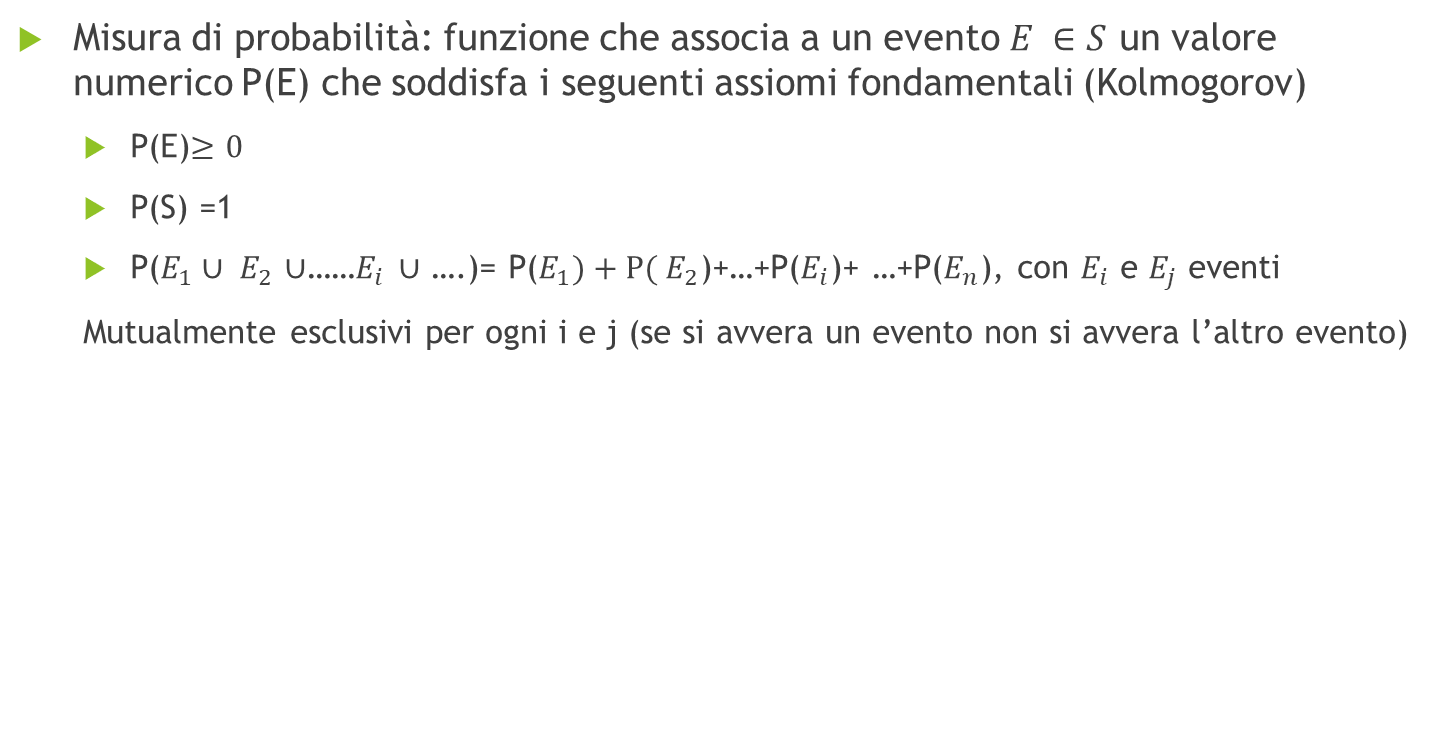 Misura di probabilità: funzione che associa a un evento 𝐸 ∈ 𝑆 un valore
numerico P(E) che soddisfa i seguenti assiomi fondamentali (Kolmogorov)
P(E)≥ 0
P(S) =1
P(𝐸₁ ∪ 𝐸₂ ∪……𝐸ᵢ ∪ ….)= P(𝐸₁) + P( 𝐸₂)+…+P(𝐸ᵢ)+ …+P(𝐸ₙ), con 𝐸ᵢ e 𝐸ⱼ eventi
Mutualmente esclusivi per ogni i e j (se si avvera un evento non si avvera l’altro evento)